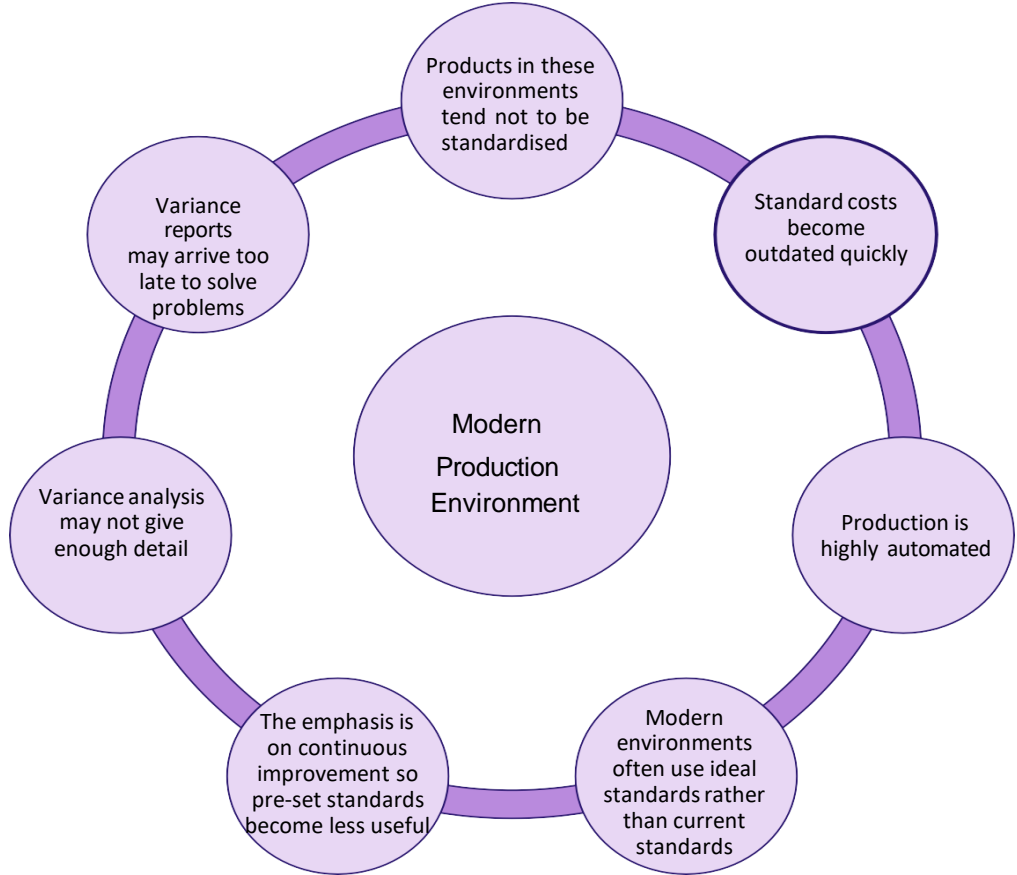 Products in these
environments
tend not to be
standardised
Standard costs
become
outdated quickly
Production is
highly automated
Modern
environments
often use ideal
standards rather
than current
standards
The emphasis is
on continuous
improvement so
pre-set standards
become less useful
Variance analysis
may not give
enough detail
Variance
reports
may arrive too
late to solve
problems
Modern
Production
Environment